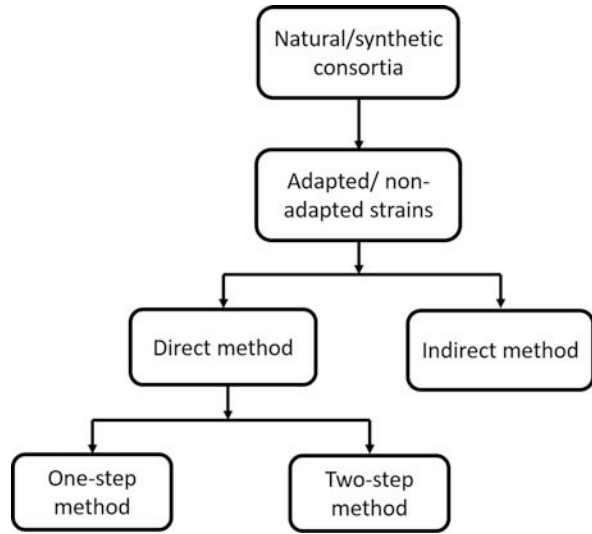 Natural/synthetic
consortia
Adapted/ non-
adapted strains
Direct method
Indirect method
One-step
method
Two-step
method